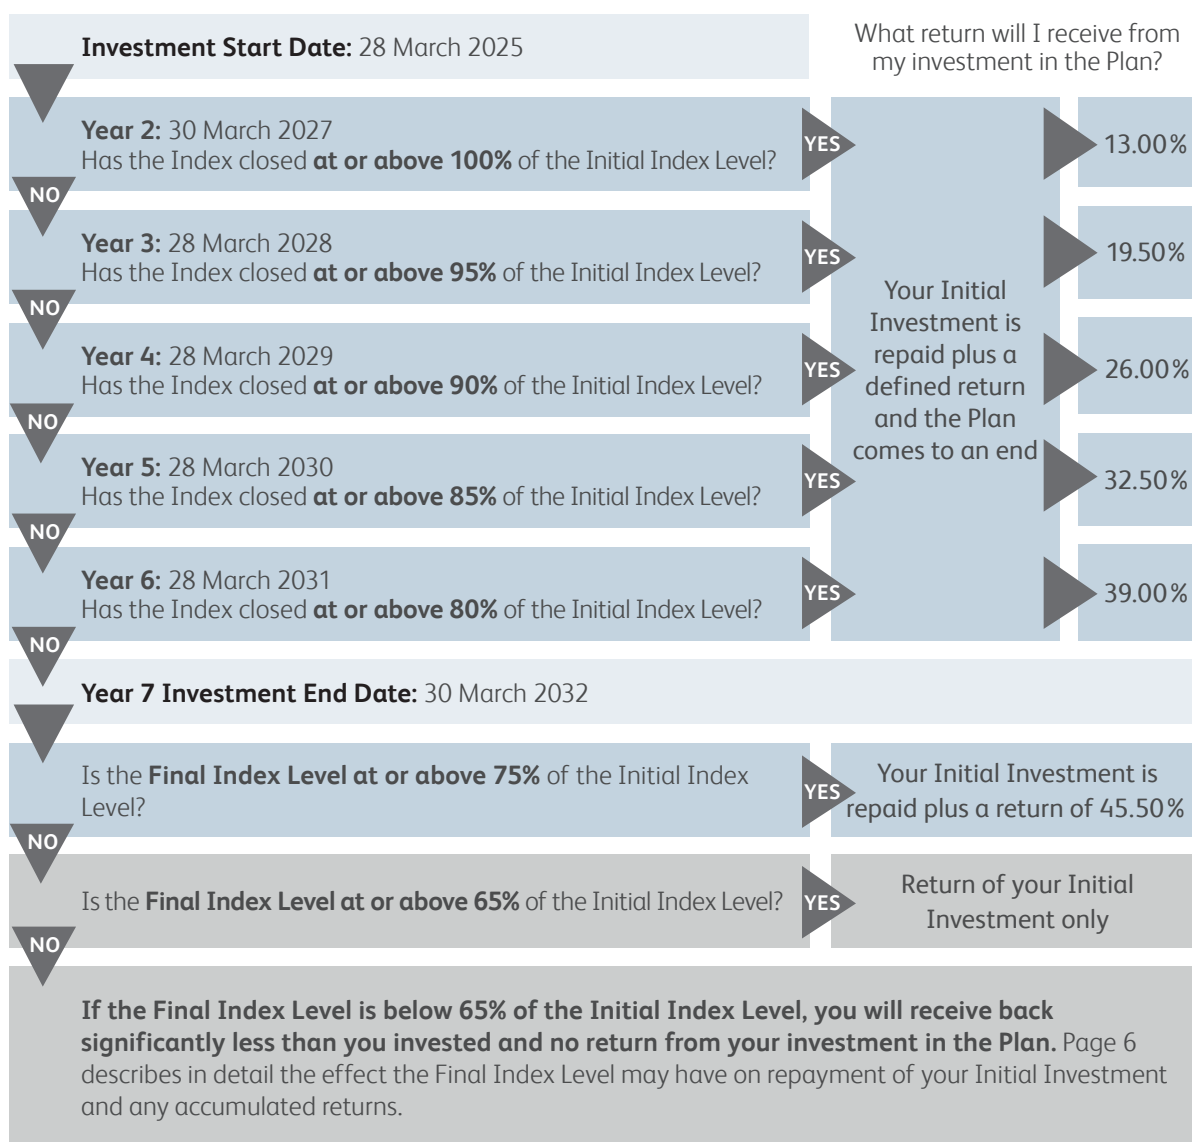 Investment Start Date: 28 March 2025
What return will I receive from
my investment in the Plan?
Year 2: 30 March 2027
Has the Index closed at or above 100% of the Initial Index Level?
YES
13.00%
NO
Year 3: 28 March 2028
Has the Index closed at or above 95% of the Initial Index Level?
YES
19.50%
NO
Year 4: 28 March 2029
Has the Index closed at or above 90% of the Initial Index Level?
YES
26.00%
NO
Year 5: 28 March 2030
Has the Index closed at or above 85% of the Initial Index Level?
YES
32.50%
NO
Year 6: 28 March 2031
Has the Index closed at or above 80% of the Initial Index Level?
YES
39.00%
NO
Your Initial
Investment is
repaid plus a
defined return
and the Plan
comes to an end
Year 7 Investment End Date: 30 March 2032
Is the Final Index Level at or above 75% of the Initial Index
Level?
YES
Your Initial Investment is
repaid plus a return of 45.50%
NO
Is the Final Index Level at or above 65% of the Initial Index Level?
YES
Return of your Initial
Investment only
NO
If the Final Index Level is below 65% of the Initial Index Level, you will receive back
significantly less than you invested and no return from your investment in the Plan. Page 6
describes in detail the effect the Final Index Level may have on repayment of your Initial Investment
and any accumulated returns.